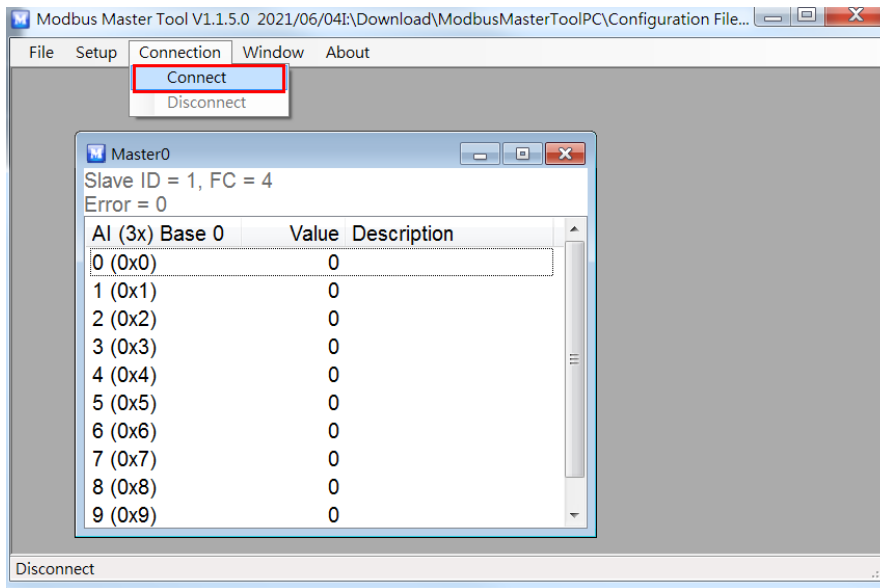 Modbus Master Tool V1.1.5.0 2021/06/04I:\Download\ModbusMasterToolPC\Configuration File...
File Setup Connection Window About
Connect
Disconnect
Master0
Slave ID = 1, FC = 4
Error = 0
AI (3x) Base 0 Value Description
0 (0x0) 0
1 (0x1) 0
2 (0x2) 0
3 (0x3) 0
4 (0x4) 0
5 (0x5) 0
6 (0x6) 0
7 (0x7) 0
8 (0x8) 0
9 (0x9) 0
Disconnect